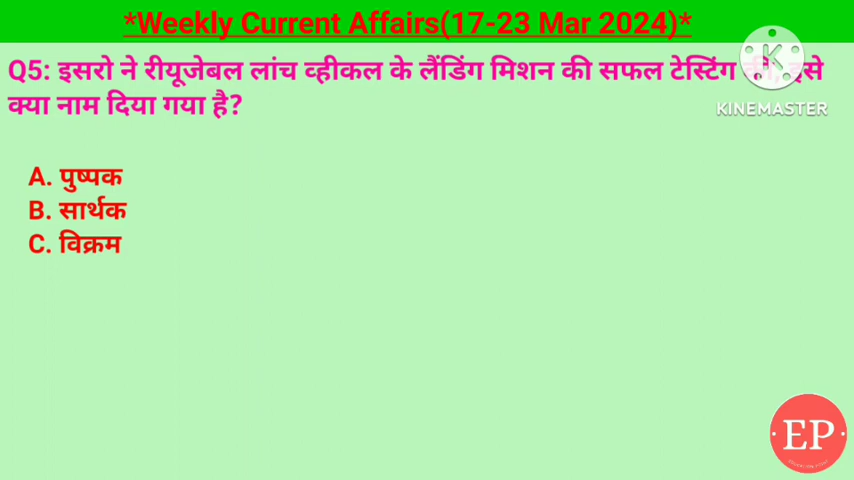 *Weekly Current Affairs(17-23 Mar 2024)*
Q5: इसरो ने रीयूजेबल लांच व्हीकल के लैंडिंग मिशन की सफल टेस्टिंग की, इसे
क्या नाम दिया गया है?
KINEMASTER
A. पुष्पक
B. सार्थक
C. विक्रम
EP